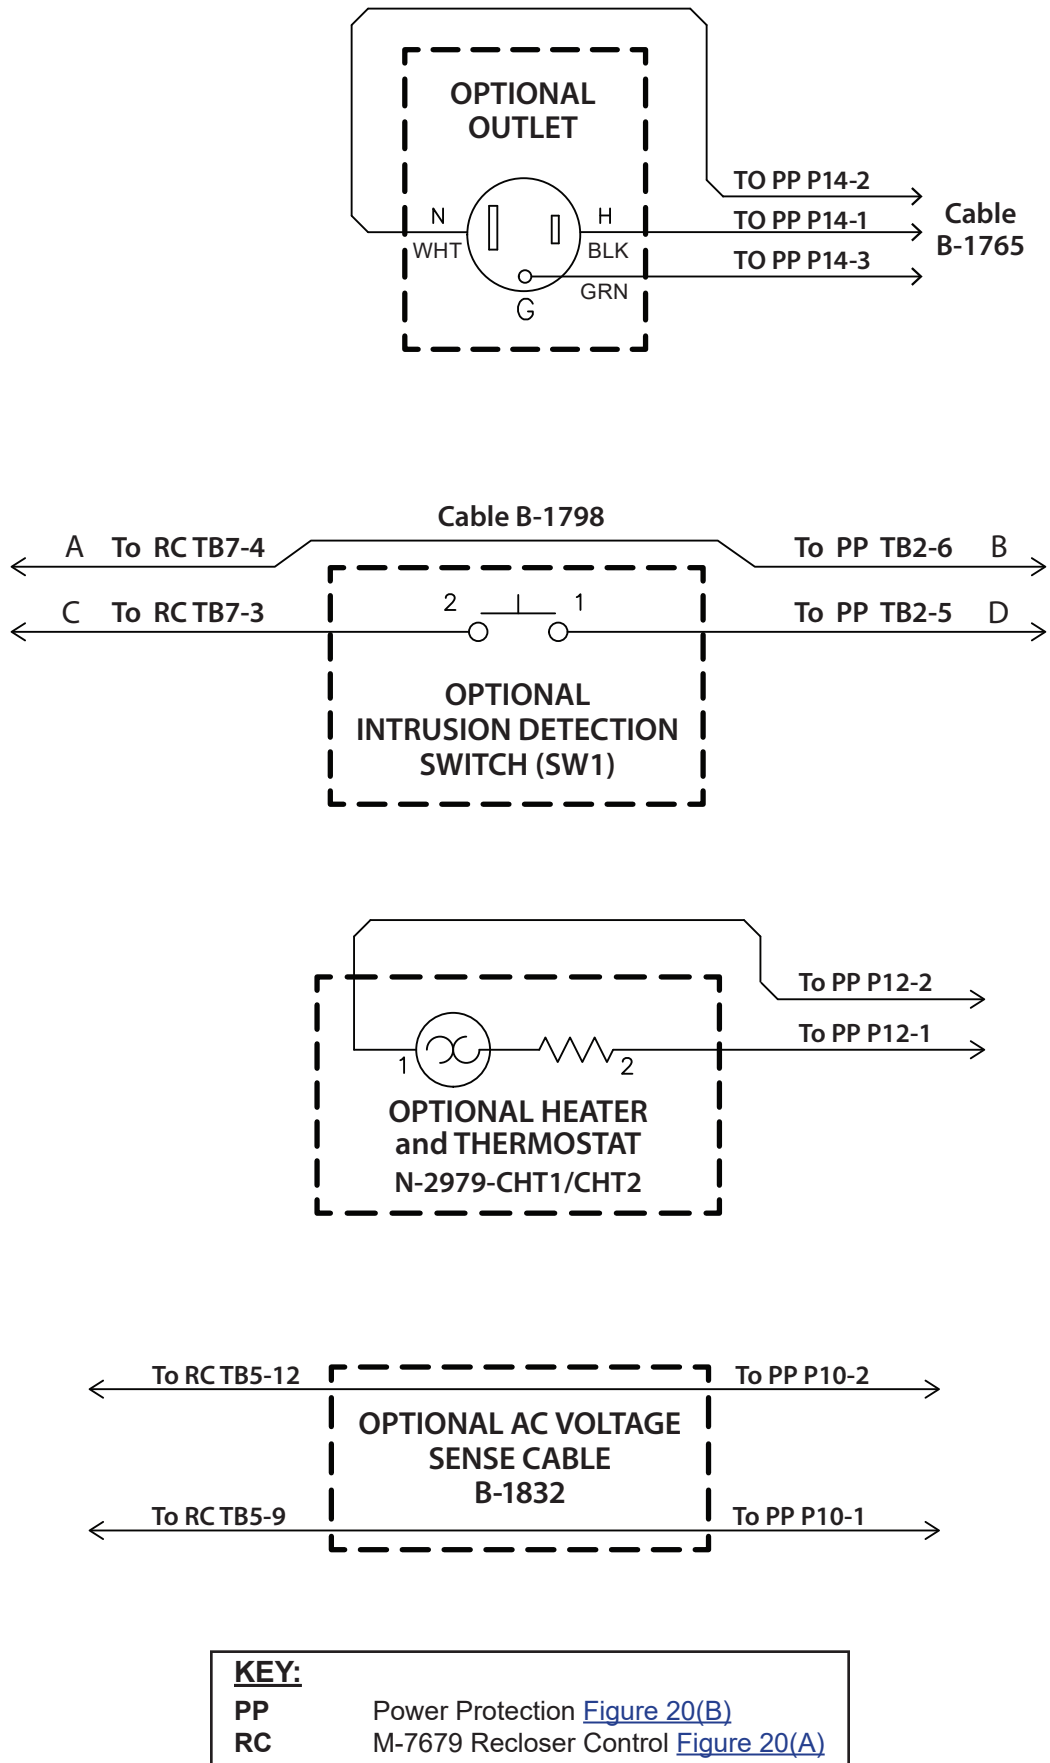 OPTIONAL
OUTLET
TO PP P14-2
N
H
TO PP P14-1
Cable
B-1765
WHT
BLK
TO PP P14-3
GRN
G
Cable B-1798
A To RC TB7-4
To PP TB2-6 B
C To RC TB7-3
2 1
To PP TB2-5 D
OPTIONAL
INTRUSION DETECTION
SWITCH (SW1)
To PP P12-2
To PP P12-1
1 2
OPTIONAL HEATER
and THERMOSTAT
N-2979-CHT1/CHT2
To RC TB5-12
To PP P10-2
OPTIONAL AC VOLTAGE
SENSE CABLE
B-1832
To RC TB5-9
To PP P10-1
KEY:
PP Power Protection Figure 20(B)
RC M-7679 Recloser Control Figure 20(A)